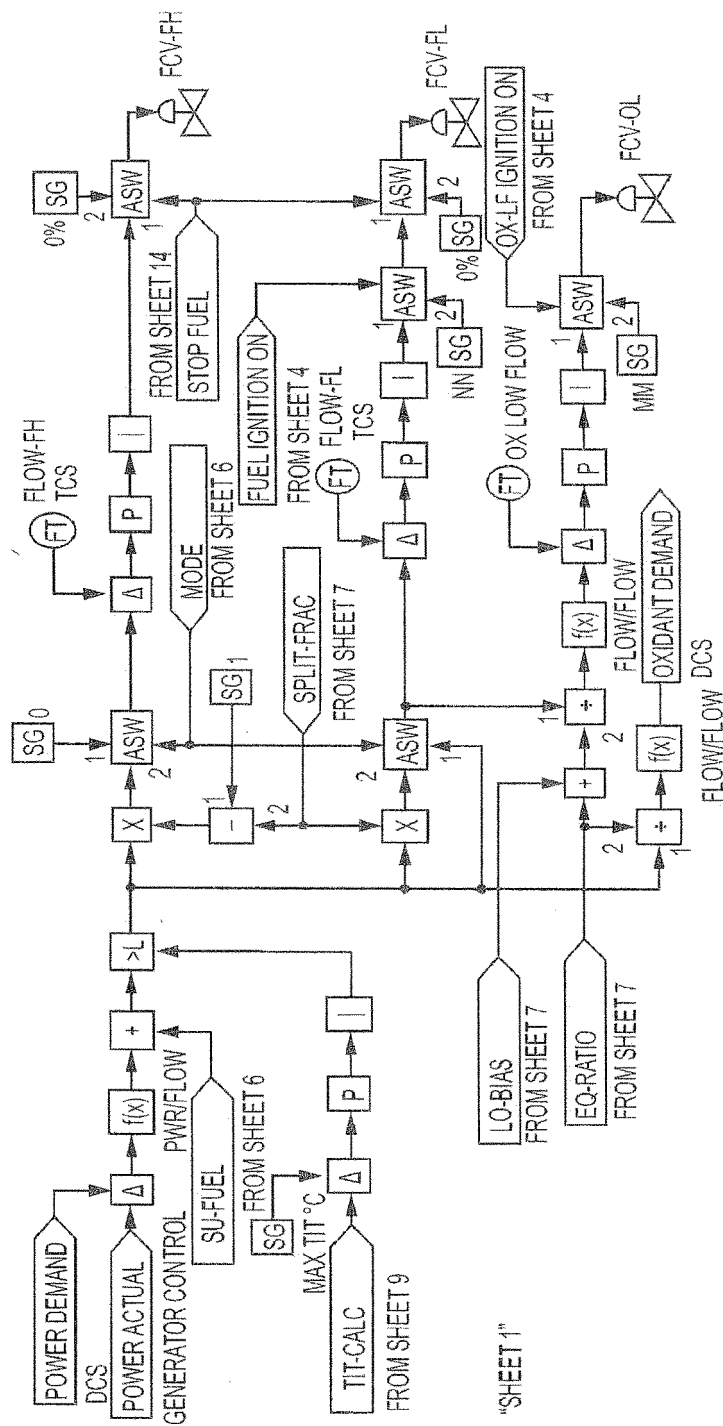 POWER DEMAND
DCS
POWER ACTUAL
GENERATOR CONTROL
Δ
f(x)
PWR/FLOW
+
>L
SU-FUEL
FROM SHEET 6
SG
MAX TIT °C
TIT-CALC
FROM SHEET 9
Δ
P
I
"SHEET 1"
SG 0
1
X
ASW
2
Δ
FT
FLOW-FH
TCS
P
I
0% SG
2
ASW
1
FCV-FH
FROM SHEET 14
STOP FUEL
MODE
FROM SHEET 6
SG 1
1
−
2
SPLIT-FRAC
FROM SHEET 7
X
2
ASW
1
FUEL IGNITION ON
FROM SHEET 4
FT
FLOW-FL
TCS
Δ
P
I
1
ASW
2
NN SG
1
ASW
2
0% SG
FCV-FL
LO-BIAS
FROM SHEET 7
EQ-RATIO
FROM SHEET 7
+
1
÷
2
f(x)
FLOW/FLOW
Δ
FT OX LOW FLOW
P
I
1
ASW
2
MM SG
OX-LF IGNITION ON
FROM SHEET 4
FCV-OL
2
÷
1
f(x)
FLOW/FLOW
OXIDANT DEMAND
DCS